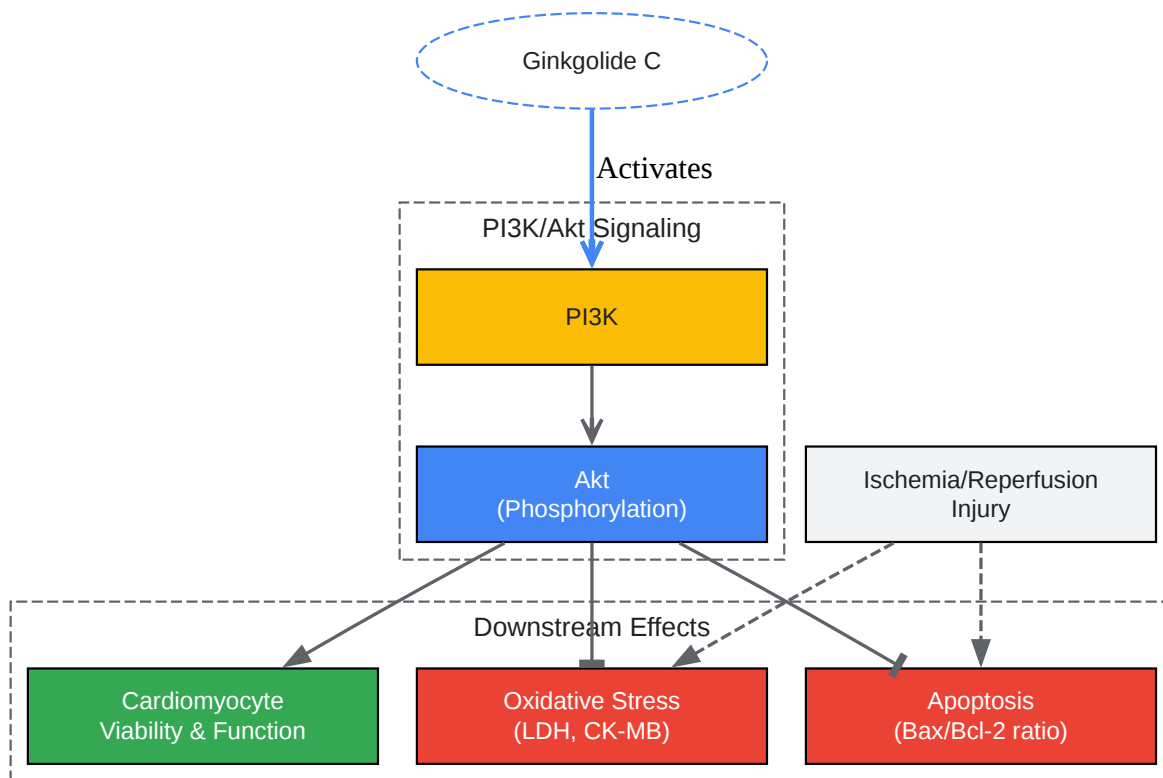 Ginkgolide C
Activates
PI3K/Akt Signaling
PI3K
Akt
(Phosphorylation)
Ischemia/Reperfusion
Injury
Downstream Effects
Cardiomyocyte
Viability & Function
Oxidative Stress
(LDH, CK-MB)
Apoptosis
(Bax/Bcl-2 ratio)